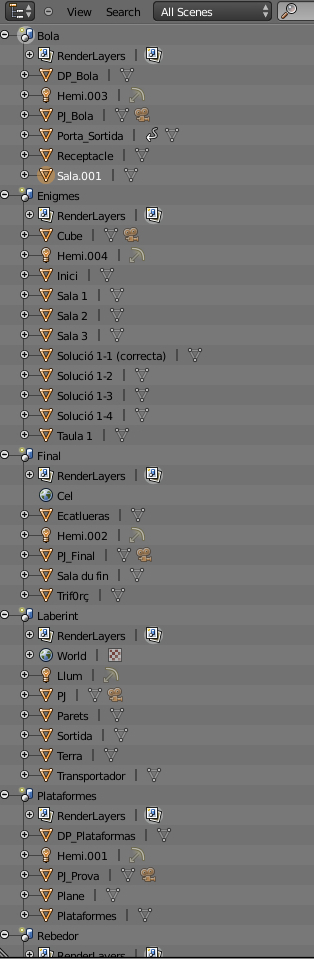 View Search All Scenes
Bola
RenderLayers
DP_Bola
Hemi.003
PJ_Bola
Porta_Sortida
Receptacle
Sala.001
Enigmes
RenderLayers
Cube
Hemi.004
Inici
Sala 1
Sala 2
Sala 3
Solució 1-1 (correcta)
Solució 1-2
Solució 1-3
Solució 1-4
Taula 1
Final
RenderLayers
Cel
Ecatlueras
Hemi.002
PJ_Final
Sala du fin
Trif0rç
Laberint
RenderLayers
World
Llum
PJ
Parets
Sortida
Terra
Transportador
Plataformes
RenderLayers
DP_Plataformas
Hemi.001
PJ_Prova
Plane
Plataformes
Rebedor
RenderLayers